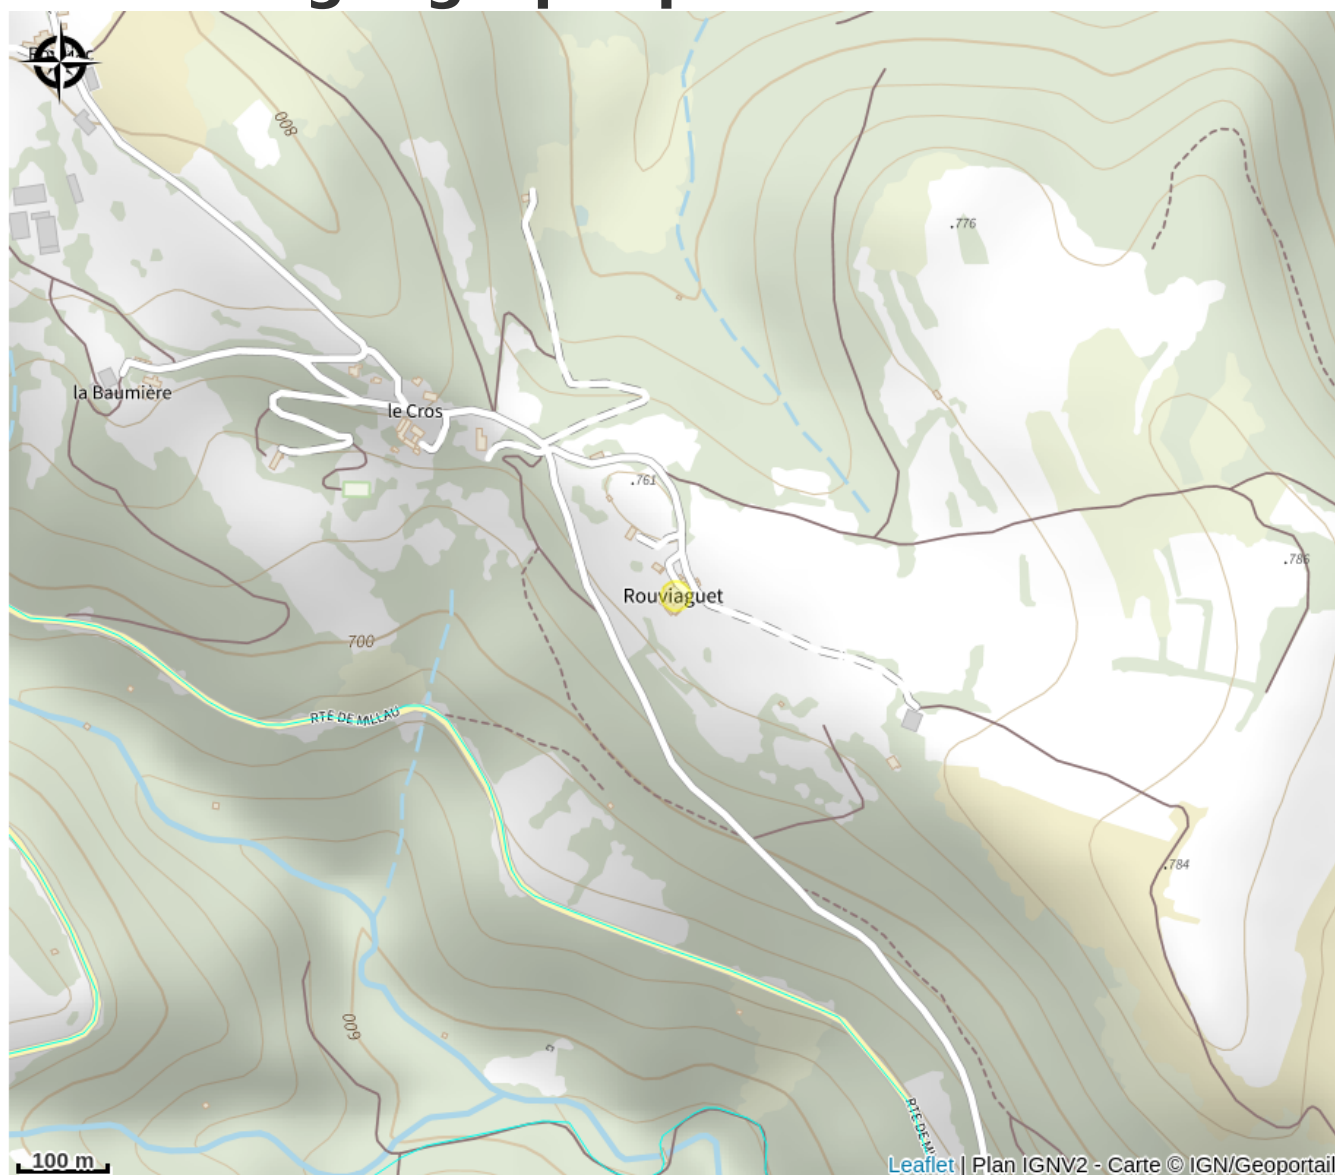 008
.776
la Baumière
le Cros
.761
.786
Rouviaguet
700
RTE DE MILLAU
.784
600
RTE DE M
100 m
Leaflet | Plan IGNV2 - Carte © IGN/Geoportail